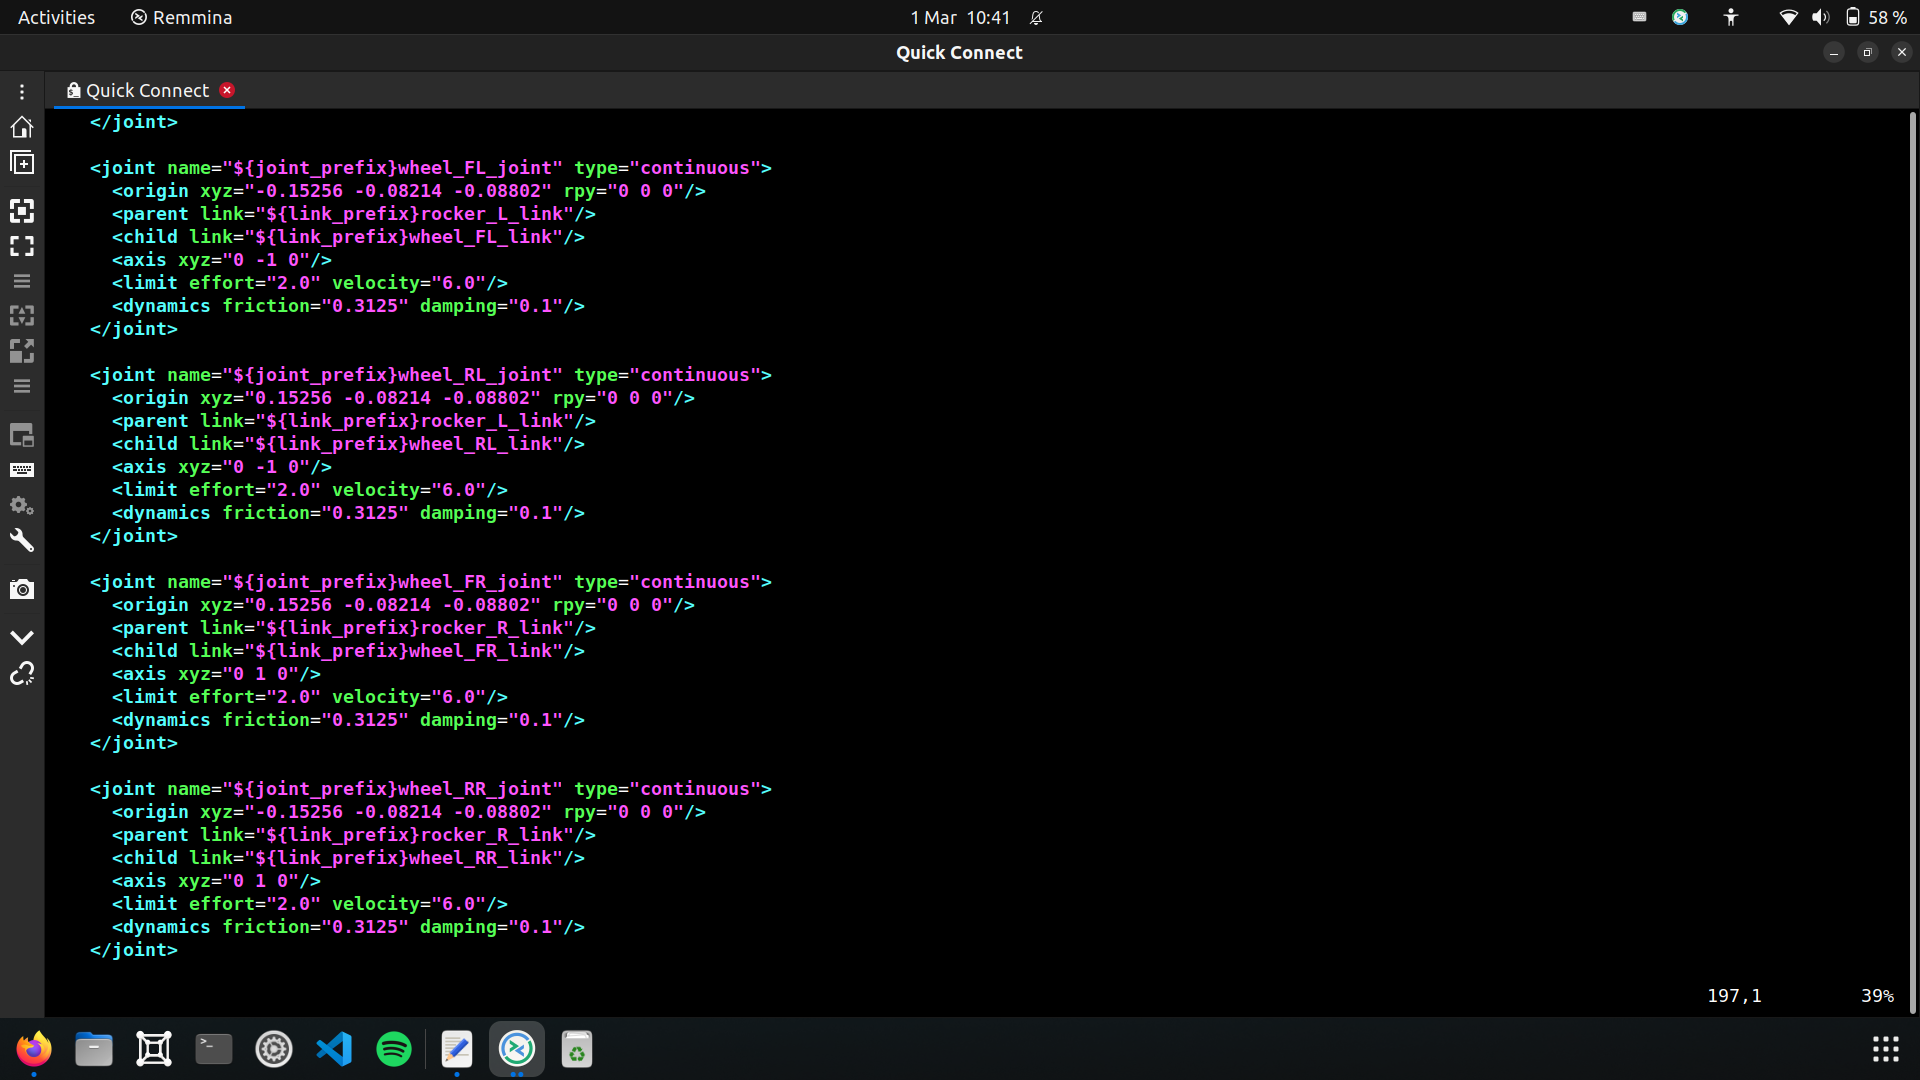 Activities
Remmina
1 Mar 10:41
58 %
Quick Connect
Quick Connect
</joint>
<joint name="${joint_prefix}wheel_FL_joint" type="continuous">
<origin xyz="-0.15256 -0.08214 -0.08802" rpy="0 0 0"/>
<parent link="${link_prefix}rocker_L_link"/>
<child link="${link_prefix}wheel_FL_link"/>
<axis xyz="0 -1 0"/>
<limit effort="2.0" velocity="6.0"/>
<dynamics friction="0.3125" damping="0.1"/>
</joint>
<joint name="${joint_prefix}wheel_RL_joint" type="continuous">
<origin xyz="0.15256 -0.08214 -0.08802" rpy="0 0 0"/>
<parent link="${link_prefix}rocker_L_link"/>
<child link="${link_prefix}wheel_RL_link"/>
<axis xyz="0 -1 0"/>
<limit effort="2.0" velocity="6.0"/>
<dynamics friction="0.3125" damping="0.1"/>
</joint>
<joint name="${joint_prefix}wheel_FR_joint" type="continuous">
<origin xyz="0.15256 -0.08214 -0.08802" rpy="0 0 0"/>
<parent link="${link_prefix}rocker_R_link"/>
<child link="${link_prefix}wheel_FR_link"/>
<axis xyz="0 1 0"/>
<limit effort="2.0" velocity="6.0"/>
<dynamics friction="0.3125" damping="0.1"/>
</joint>
<joint name="${joint_prefix}wheel_RR_joint" type="continuous">
<origin xyz="-0.15256 -0.08214 -0.08802" rpy="0 0 0"/>
<parent link="${link_prefix}rocker_R_link"/>
<child link="${link_prefix}wheel_RR_link"/>
<axis xyz="0 1 0"/>
<limit effort="2.0" velocity="6.0"/>
<dynamics friction="0.3125" damping="0.1"/>
</joint>
197,1
39%